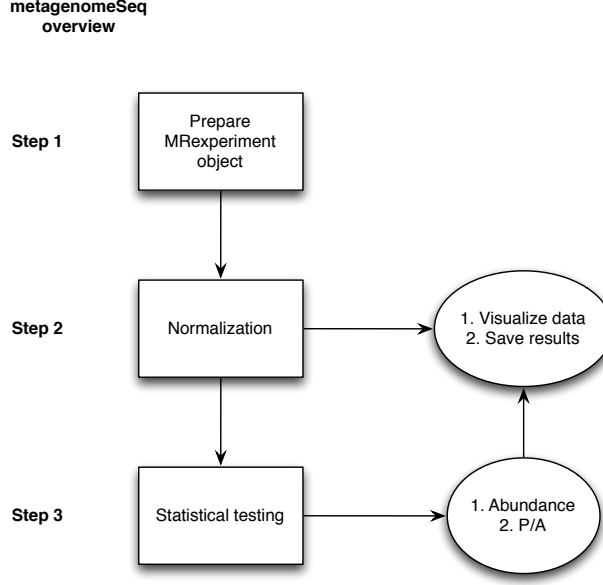 metagenomeSeq
overview
Step 1
Prepare
MRexperiment
object
Step 2
Normalization
1. Visualize data
2. Save results
Step 3
Statistical testing
1. Abundance
2. P/A